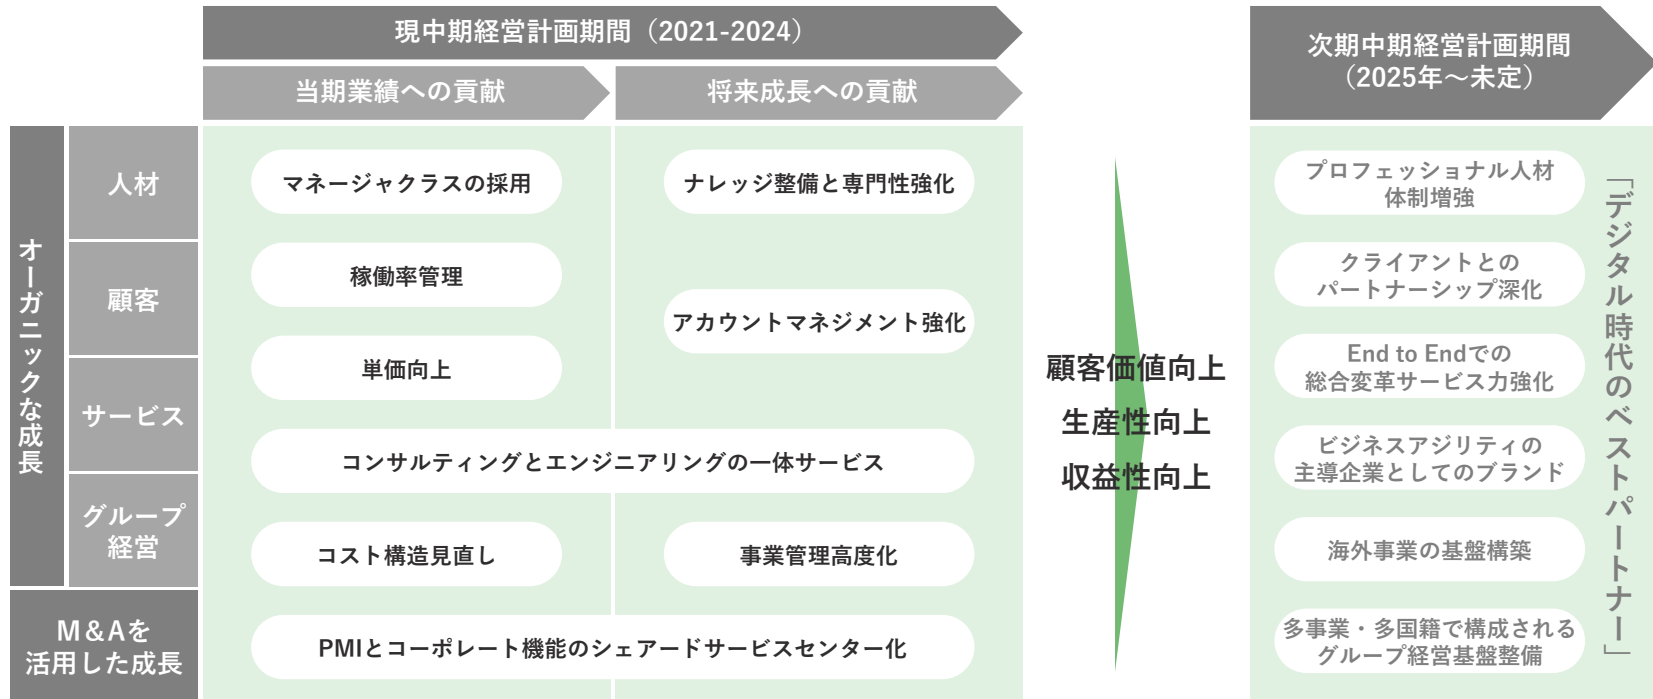 現中期経営計画期間（2021-2024）
当期業績への貢献
将来成長への貢献
次期中期経営計画期間
（2025年～未定）
オーガニックな成長
人材
マネージャクラスの採用
ナレッジ整備と専門性強化
顧客
稼働率管理
アカウントマネジメント強化
単価向上
サービス
コンサルティングとエンジニアリングの一体サービス
グループ
経営
コスト構造見直し
事業管理高度化
M＆Aを
活用した成長
PMIとコーポレート機能のシェアードサービスセンター化
顧客価値向上
生産性向上
収益性向上
プロフェッショナル人材
体制増強
クライアントとの
パートナーシップ深化
End to Endでの
総合変革サービス力強化
ビジネスアジリティの
主導企業としてのブランド
海外事業の基盤構築
多事業・多国籍で構成される
グループ経営基盤整備
「デジタル時代のベストパートナー」